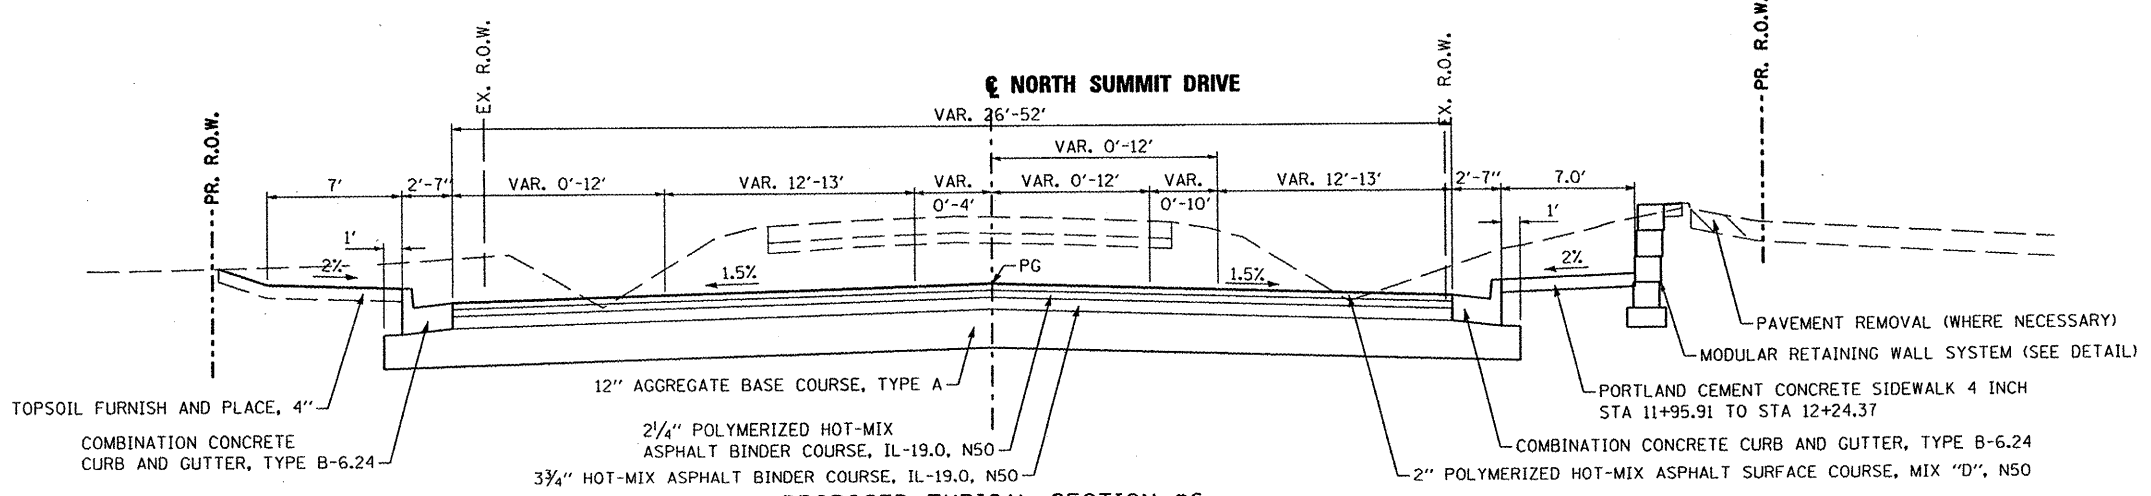 PR. R.O.W.
EX. R.O.W.
℄ NORTH SUMMIT DRIVE
EX. R.O.W.
PR. R.O.W.
VAR. 26'-52'
VAR. 0'-12'
7'
2'-7"
VAR. 0'-12'
VAR. 12'-13'
VAR.
0'-4'
VAR. 0'-12'
VAR.
0'-10'
VAR. 12'-13'
2'-7"
7.0'
1'
1'
2%
1.5%
PG
1.5%
2%
PAVEMENT REMOVAL (WHERE NECESSARY)
MODULAR RETAINING WALL SYSTEM (SEE DETAIL)
12" AGGREGATE BASE COURSE, TYPE A
PORTLAND CEMENT CONCRETE SIDEWALK 4 INCH
STA 11+95.91 TO STA 12+24.37
TOPSOIL FURNISH AND PLACE, 4"
2 1/4" POLYMERIZED HOT-MIX
ASPHALT BINDER COURSE, IL-19.0, N50
COMBINATION CONCRETE
CURB AND GUTTER, TYPE B-6.24
COMBINATION CONCRETE CURB AND GUTTER, TYPE B-6.24
3 3/4" HOT-MIX ASPHALT BINDER COURSE, IL-19.0, N50
2" POLYMERIZED HOT-MIX ASPHALT SURFACE COURSE, MIX "D", N50